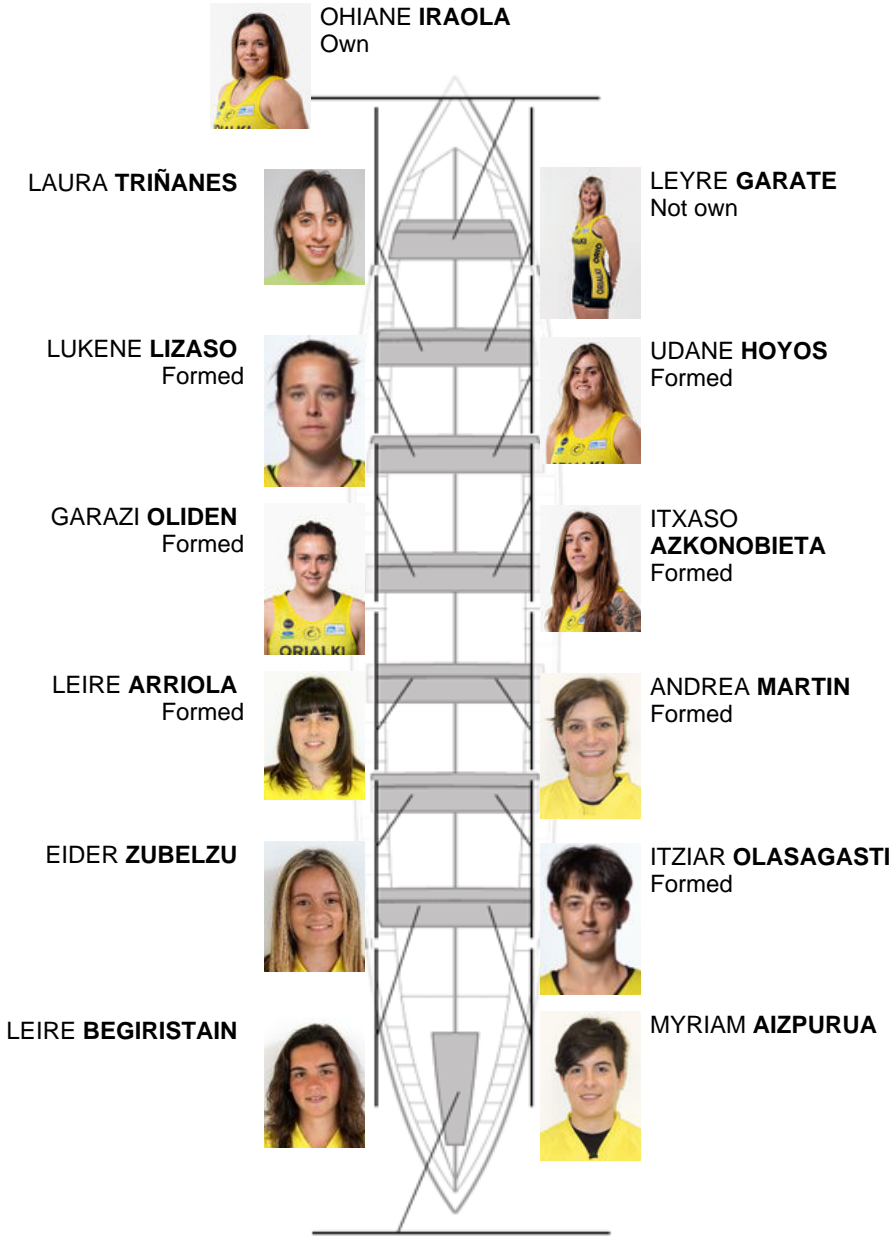 OHIANE IRAOLA
Own
LAURA TRIÑANES
LEYRE GARATE
Not own
LUKENE LIZASO
Formed
UDANE HOYOS
Formed
GARAZI OLIDEN
Formed
ITXASO
AZKONOBIETA
Formed
ORIALKI
LEIRE ARRIOLA
Formed
ANDREA MARTIN
Formed
EIDER ZUBELZU
ITZIAR OLASAGASTI
Formed
LEIRE BEGIRISTAIN
MYRIAM AIZPURUA